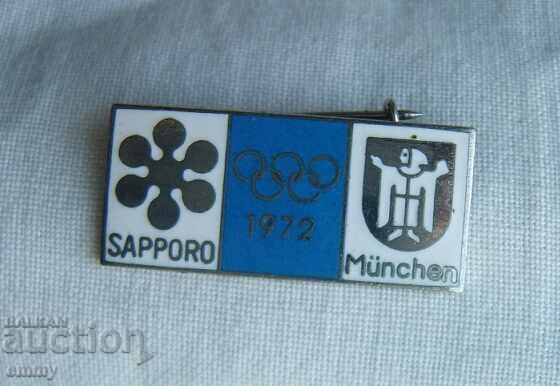 SAPPORO
1972
München
BALKAN
auction
emmy